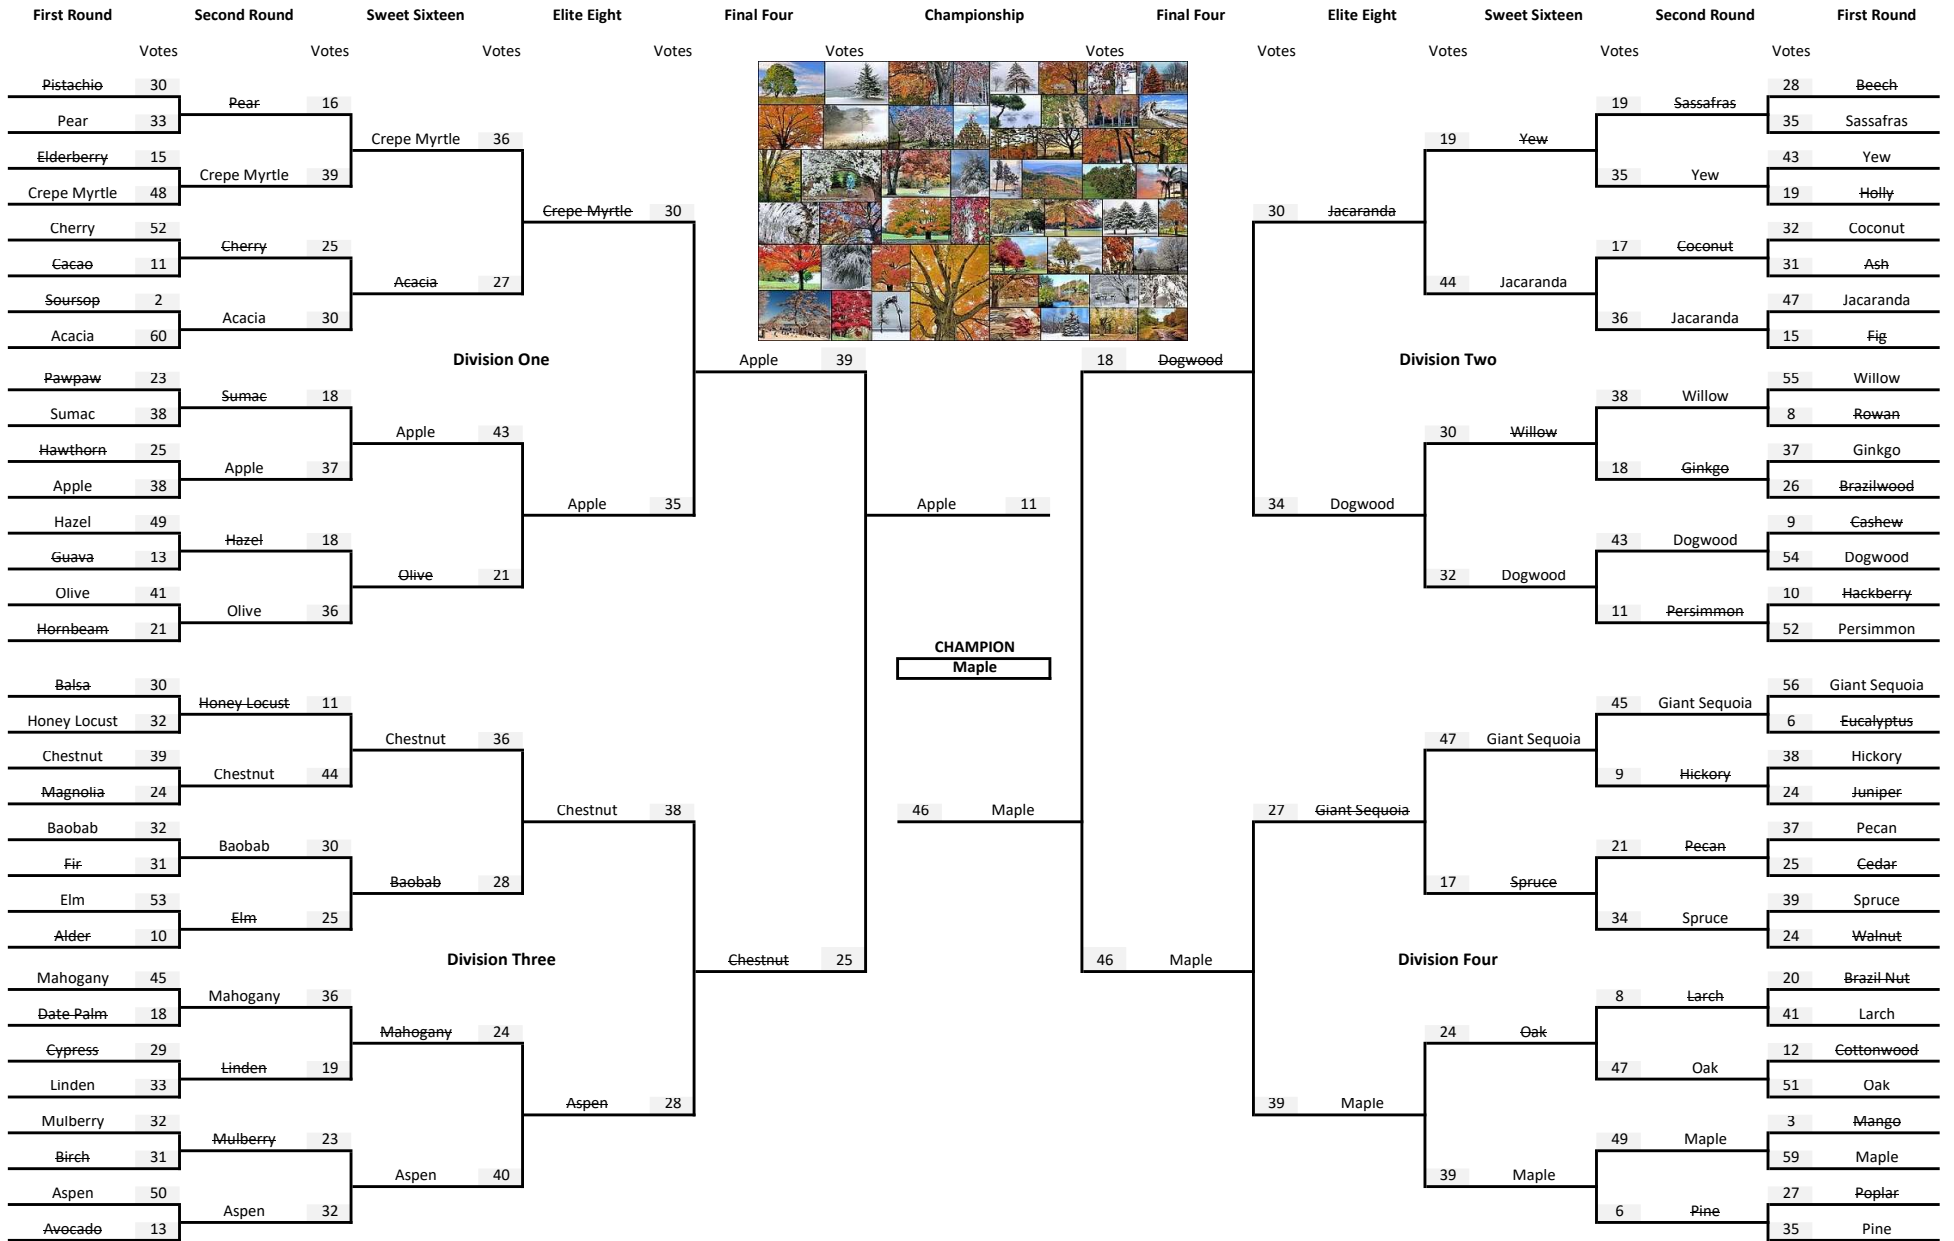 First Round Second Round Sweet Sixteen Elite Eight Final Four Championship Final Four Elite Eight Sweet Sixteen Second Round First Round
Votes Votes Votes Votes Votes Votes Votes Votes Votes Votes
Pistachio 30 28 Beech
Pear 16 19 Sassafras
Pear 33 35 Sassafras
Crepe Myrtle 36 19 Yew
Elderberry 15 43 Yew
Crepe Myrtle 39 35 Yew
Crepe Myrtle 48 19 Holly
Crepe Myrtle 30 30 Jacaranda
Cherry 52 32 Coconut
Cherry 25 17 Coconut
Cacao 11 31 Ash
Acacia 27 44 Jacaranda
Soursop 2 47 Jacaranda
Acacia 30 36 Jacaranda
Acacia 60 15 Fig
Division One Apple 39 18 Dogwood Division Two
Pawpaw 23 55 Willow
Sumac 18 38 Willow
Sumac 38 8 Rowan
Apple 43 30 Willow
Hawthorn 25 37 Ginkgo
Apple 37 18 Ginkgo
Apple 38 26 Brazilwood
Apple 35 Apple 11 34 Dogwood
Hazel 49 9 Cashew
Hazel 18 43 Dogwood
Guava 13 54 Dogwood
Olive 21 32 Dogwood
Olive 41 10 Hackberry
Olive 36 11 Persimmon
Hornbeam 21 52 Persimmon
CHAMPION
Maple
Balsa 30 56 Giant Sequoia
Honey Locust 11 45 Giant Sequoia
Honey Locust 32 6 Eucalyptus
Chestnut 36 47 Giant Sequoia
Chestnut 39 38 Hickory
Chestnut 44 9 Hickory
Magnolia 24 24 Juniper
Chestnut 38 46 Maple 27 Giant Sequoia
Baobab 32 37 Pecan
Baobab 30 21 Pecan
Fir 31 25 Cedar
Baobab 28 17 Spruce
Elm 53 39 Spruce
Elm 25 34 Spruce
Alder 10 24 Walnut
Division Three Chestnut 25 46 Maple Division Four
Mahogany 45 20 Brazil Nut
Mahogany 36 8 Larch
Date Palm 18 41 Larch
Mahogany 24 24 Oak
Cypress 29 12 Cottonwood
Linden 19 47 Oak
Linden 33 51 Oak
Aspen 28 39 Maple
Mulberry 32 3 Mango
Mulberry 23 49 Maple
Birch 31 59 Maple
Aspen 40 39 Maple
Aspen 50 27 Poplar
Aspen 32 6 Pine
Avocado 13 35 Pine